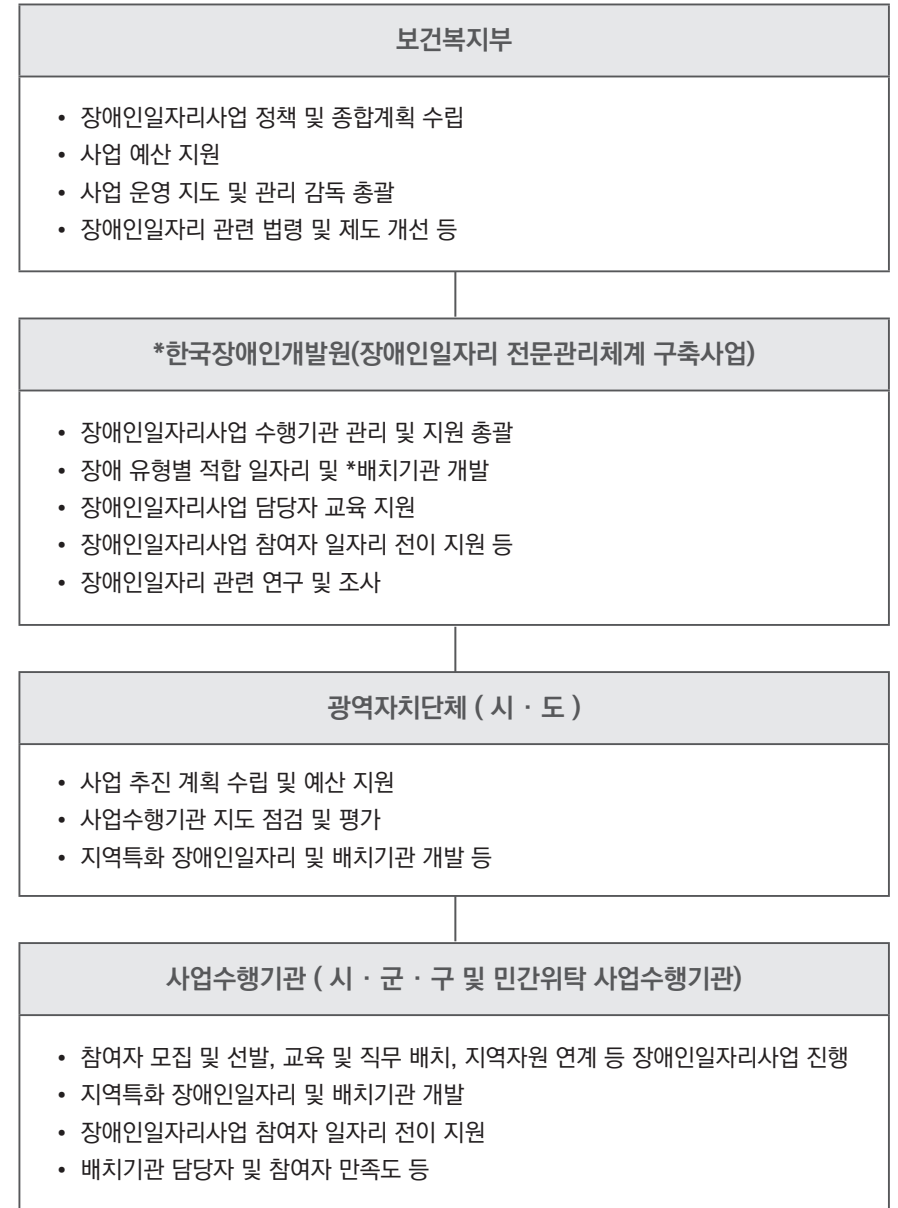 보건복지부
• 장애인일자리사업 정책 및 종합계획 수립
• 사업 예산 지원
• 사업 운영 지도 및 관리 감독 총괄
• 장애인일자리 관련 법령 및 제도 개선 등
*한국장애인개발원(장애인일자리 전문관리체계 구축사업)
• 장애인일자리사업 수행기관 관리 및 지원 총괄
• 장애 유형별 적합 일자리 및 *배치기관 개발
• 장애인일자리사업 담당자 교육 지원
• 장애인일자리사업 참여자 일자리 전이 지원 등
• 장애인일자리 관련 연구 및 조사
광역자치단체 ( 시 · 도 )
• 사업 추진 계획 수립 및 예산 지원
• 사업수행기관 지도 점검 및 평가
• 지역특화 장애인일자리 및 배치기관 개발 등
사업수행기관 ( 시 · 군 · 구 및 민간위탁 사업수행기관)
• 참여자 모집 및 선발, 교육 및 직무 배치, 지역자원 연계 등 장애인일자리사업 진행
• 지역특화 장애인일자리 및 배치기관 개발
• 장애인일자리사업 참여자 일자리 전이 지원
• 배치기관 담당자 및 참여자 만족도 등